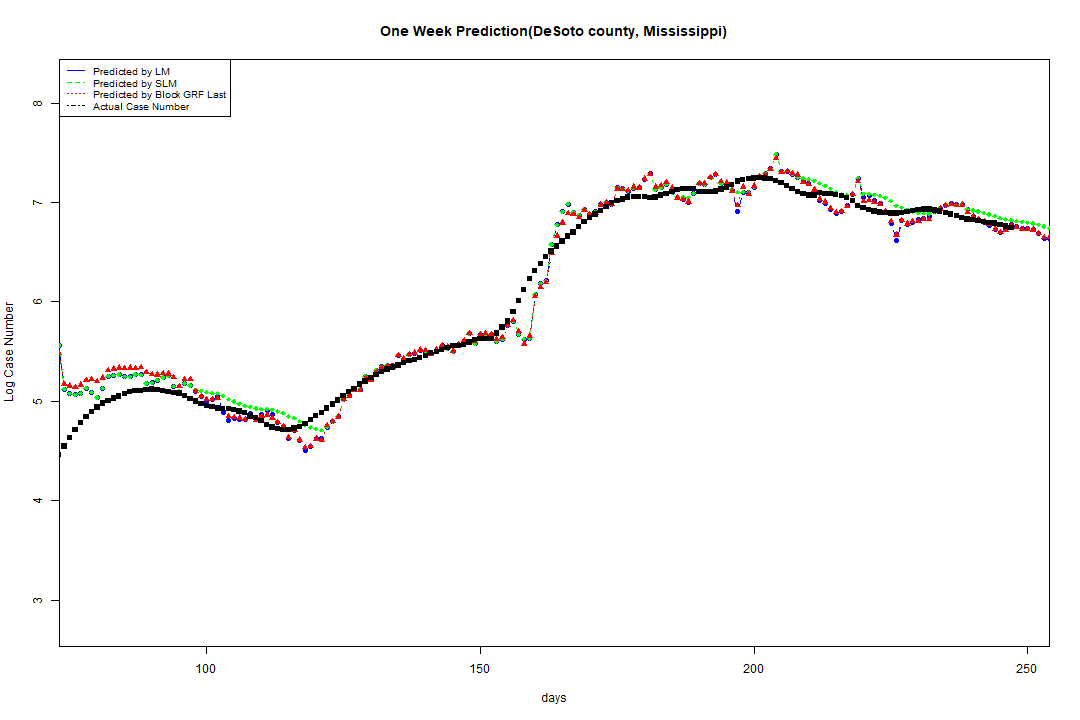 One Week Prediction(DeSoto county, Mississippi)
Predicted by LM
Predicted by SLM
Predicted by Block GRF Last
Actual Case Number
8
7
6
5
4
3
Log Case Number
100 150 200 250
days